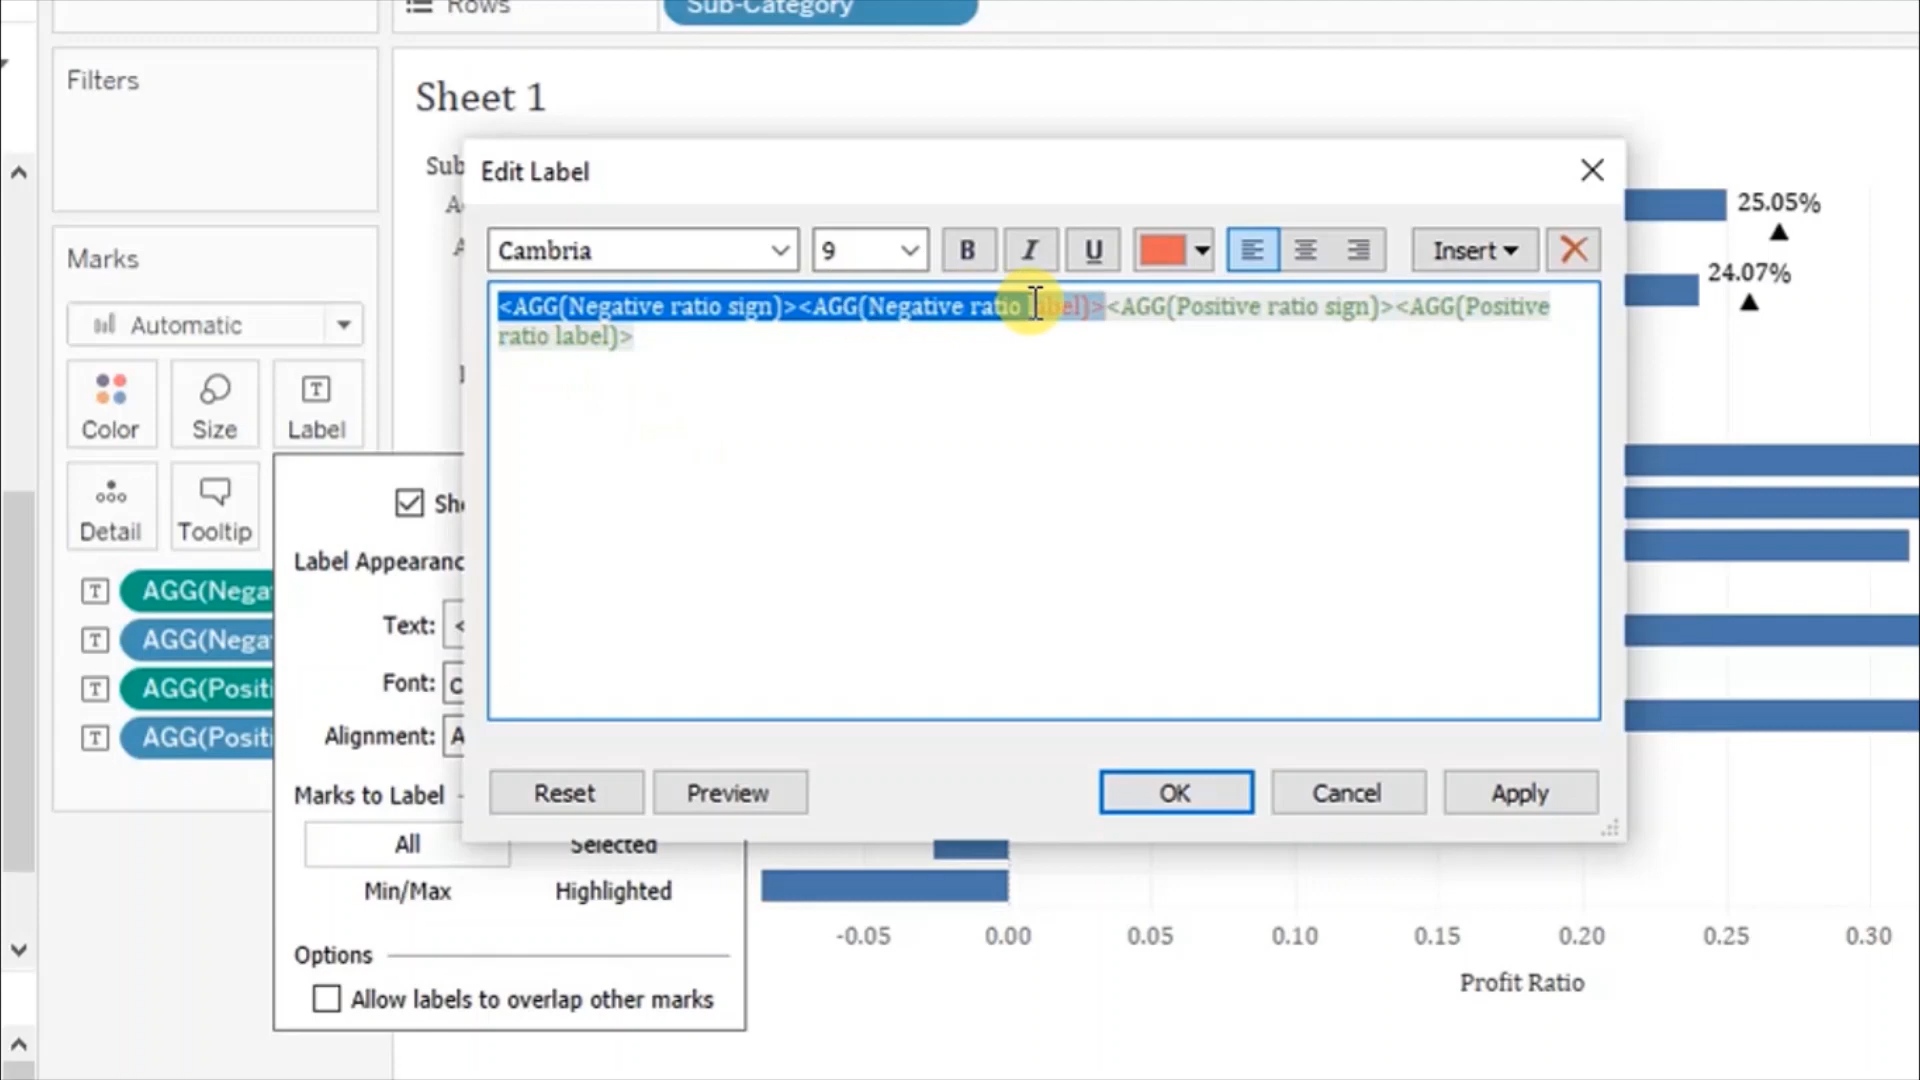 Rows
Sub-Category
Filters
Sheet 1
Marks
Automatic
Color
Size
Label
Detail
Tooltip
AGG(Nega
AGG(Nega
AGG(Positi
AGG(Positi
Sub
Edit Label
Cambria
9
B
I
U
Insert
<AGG(Negative ratio sign)><AGG(Negative ratio label)><AGG(Positive ratio sign)><AGG(Positive
ratio label)>
Reset
Preview
OK
Cancel
Apply
25.05%
▲
24.07%
▲
Label Appearanc
Text:
Font:
Alignment:
Marks to Label
All
Selected
Min/Max
Highlighted
Options
Allow labels to overlap other marks
-0.05
0.00
0.05
0.10
0.15
0.20
0.25
0.30
Profit Ratio